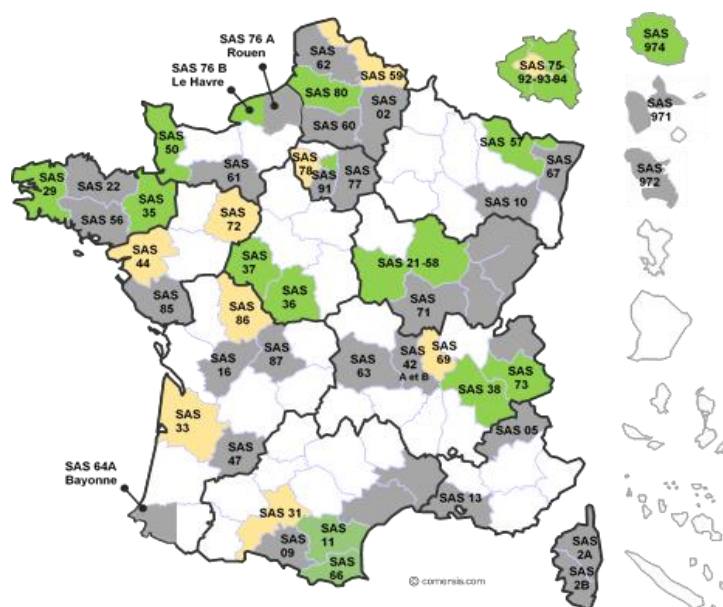 SAS 76 A
Rouen
SAS 76 B
Le Havre
SAS
62
SAS 59
SAS 80
SAS
02
SAS 60
SAS 75-
92-93-94
SAS
974
SAS
971
SAS
972
SAS
50
SAS
61
SAS
78
SAS
91
SAS
77
SAS 57
SAS
67
SAS 10
SAS
29
SAS 22
SAS 56
SAS
35
SAS
72
SAS
44
SAS
37
SAS
36
SAS 21-58
SAS
71
SAS
85
SAS
86
SAS
16
SAS
87
SAS
63
SAS
42
A et B
SAS
69
SAS 38
SAS
73
SAS 05
SAS
33
SAS
47
SAS 64A
Bayonne
SAS 31
SAS
09
SAS
11
SAS
66
SAS 13
SAS
2A
SAS
2B
© comersis.com